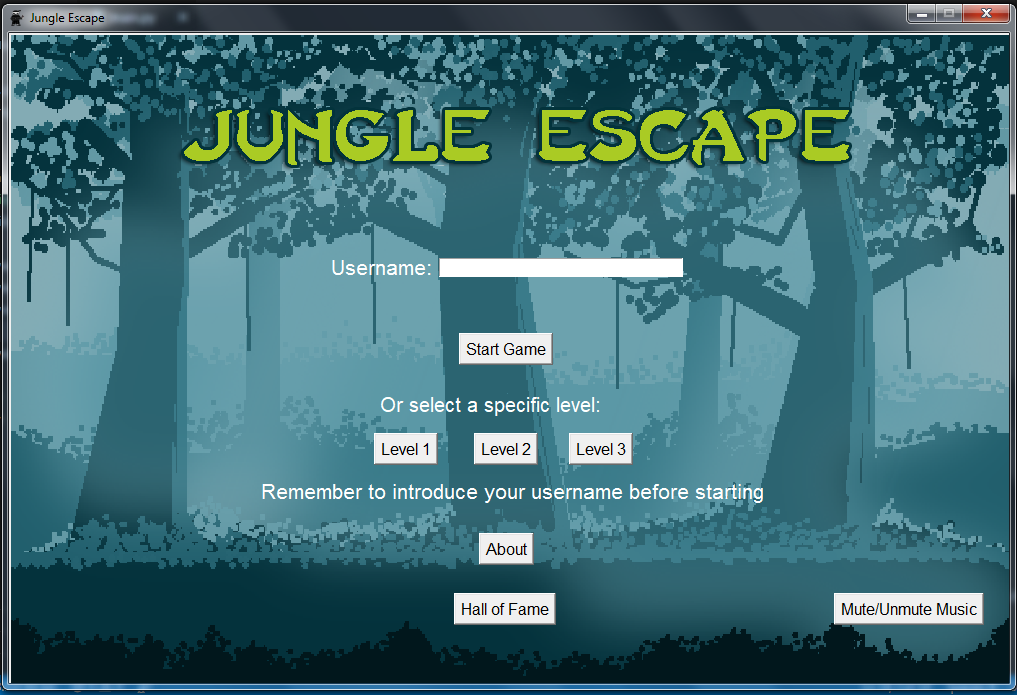 Jungle Escape
JUNGLE ESCAPE
Username:
Start Game
Or select a specific level:
Level 1 Level 2 Level 3
Remember to introduce your username before starting
About
Hall of Fame
Mute/Unmute Music